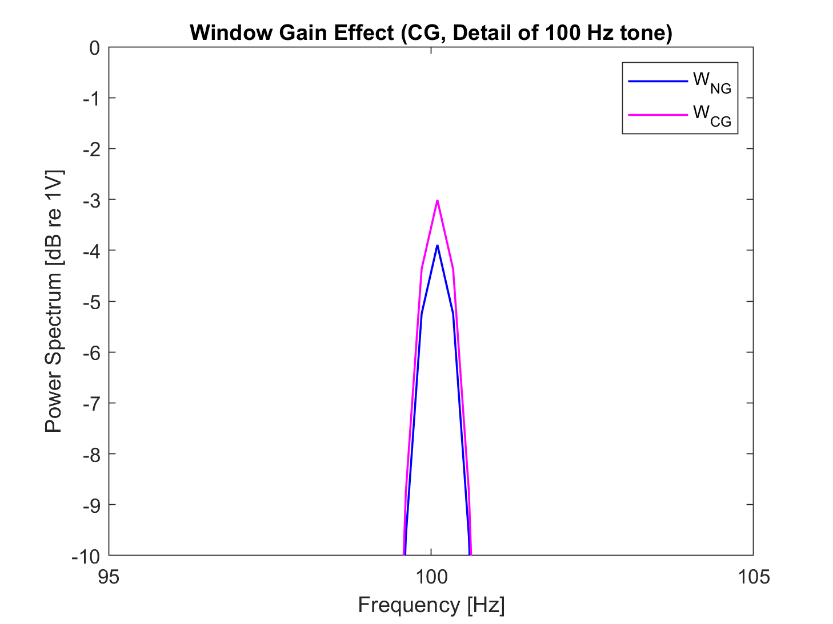 Window Gain Effect (CG, Detail of 100 Hz tone)
0
-1
-2
-3
-4
-5
-6
-7
-8
-9
-10
Power Spectrum [dB re 1V]
W_NG
W_CG
95
100
105
Frequency [Hz]